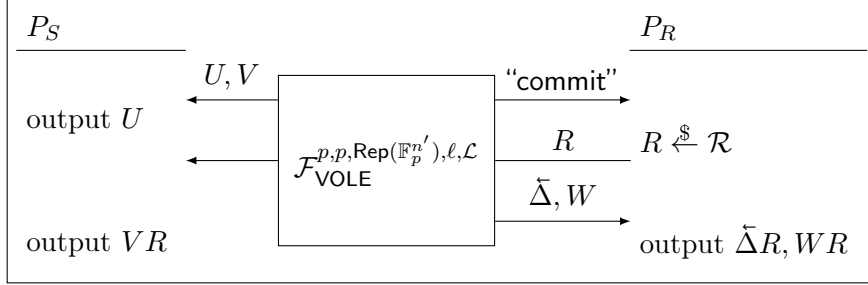 P_S P_R
U, V "commit"
output U
R R ←$ 𝓡
𝓕_VOLE^{p,p,Rep(𝔽_p^{n'}),ℓ,𝓛}
Δ⃖, W
output VR output Δ⃖R, WR